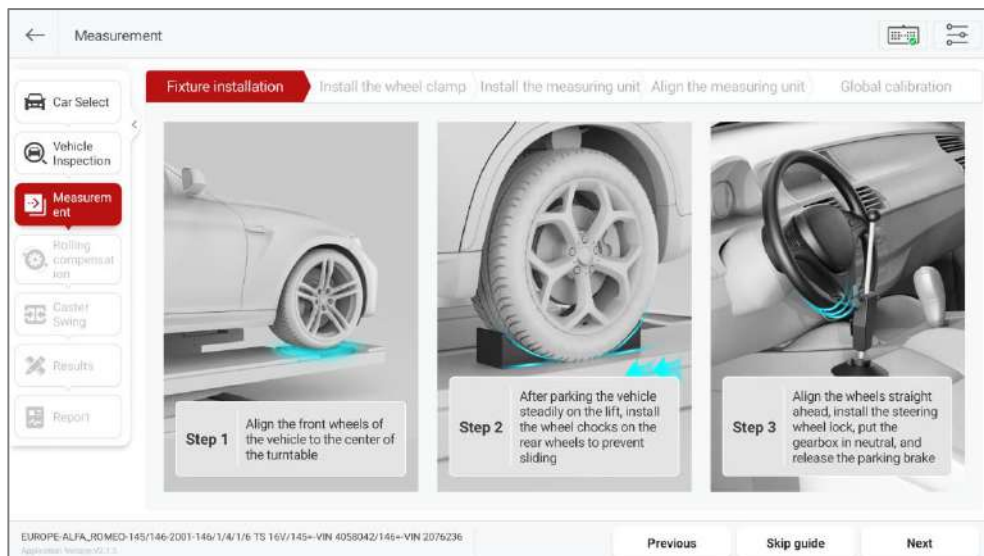 Measurement
Fixture installation
Install the wheel clamp
Install the measuring unit
Align the measuring unit
Global calibration
Car Select
Vehicle
Inspection
Measurem
ent
Rolling
compensat
ion
Caster
Swing
Results
Report
Step 1
Align the front wheels of
the vehicle to the center of
the turntable
Step 2
After parking the vehicle
steadily on the lift, install
the wheel chocks on the
rear wheels to prevent
sliding
Step 3
Align the wheels straight
ahead, install the steering
wheel lock, put the
gearbox in neutral, and
release the parking brake
EUROPE-ALFA_ROMEO-145/146-2001-146/1/4/1/6 TS 16V/145+-VIN 4058042/146+-VIN 2076236
Application Version:V2.1.3
Previous
Skip guide
Next